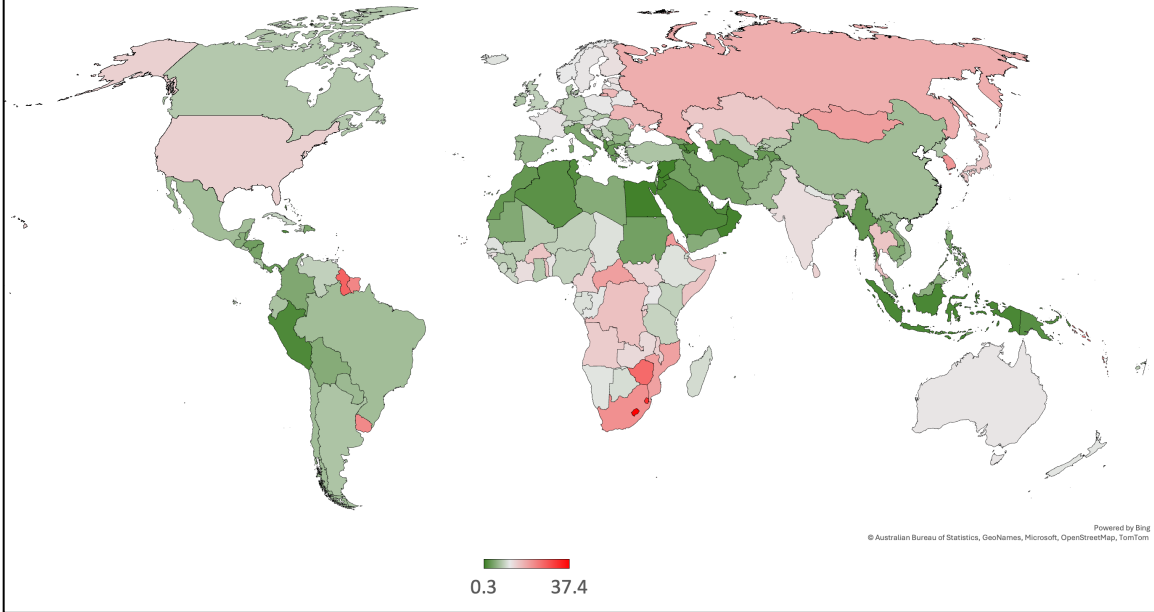 Powered by Bing
© Australian Bureau of Statistics, GeoNames, Microsoft, OpenStreetMap, TomTom
0.3 37.4